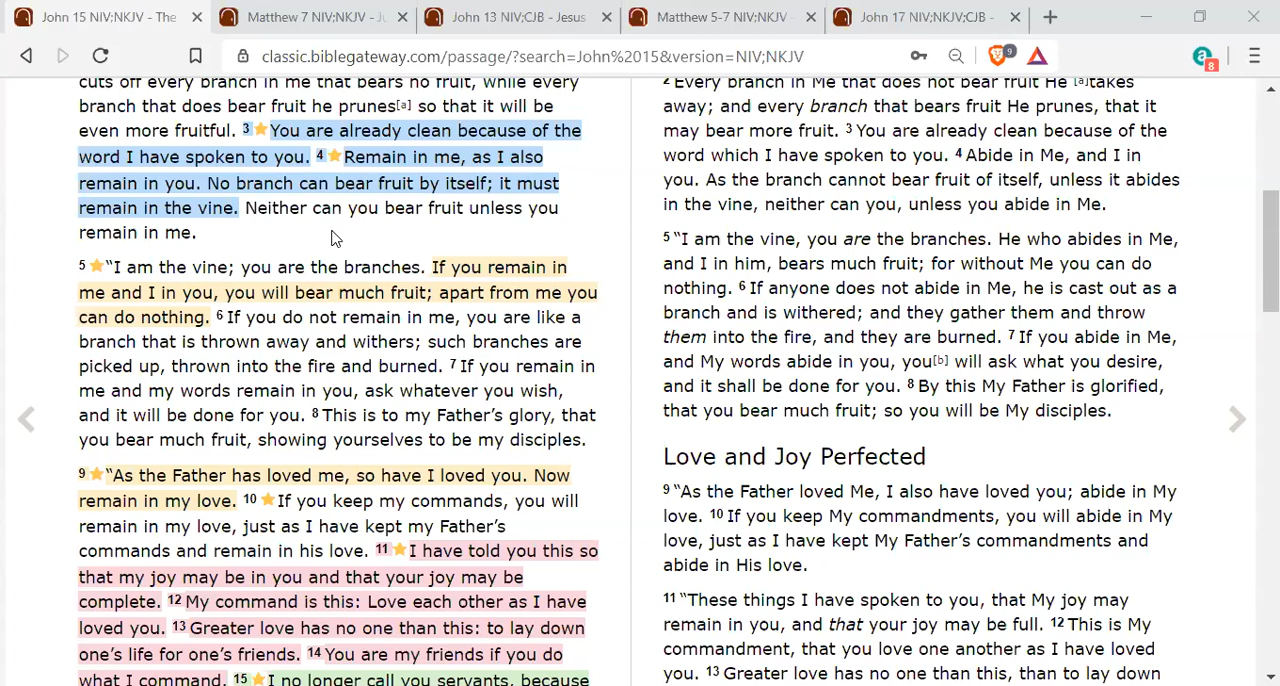 John 15 NIV;NKJV - The
Matthew 7 NIV;NKJV - J
John 13 NIV;CJB - Jesus
Matthew 5-7 NKJV;NIV -
John 17 NIV;NKJV;CJB -
classic.biblegateway.com/passage/?search=John%2015&version=NIV;NKJV
9
a
8
cuts off every branch in me that bears no fruit, while every
branch that does bear fruit he prunes[a] so that it will be
even more fruitful. 3 You are already clean because of the
word I have spoken to you. 4 Remain in me, as I also
remain in you. No branch can bear fruit by itself; it must
remain in the vine. Neither can you bear fruit unless you
remain in me.
5 “I am the vine; you are the branches. If you remain in
me and I in you, you will bear much fruit; apart from me you
can do nothing. 6 If you do not remain in me, you are like a
branch that is thrown away and withers; such branches are
picked up, thrown into the fire and burned. 7 If you remain in
me and my words remain in you, ask whatever you wish,
and it will be done for you. 8 This is to my Father’s glory, that
you bear much fruit, showing yourselves to be my disciples.
9 “As the Father has loved me, so have I loved you. Now
remain in my love. 10 If you keep my commands, you will
remain in my love, just as I have kept my Father’s
commands and remain in his love. 11 I have told you this so
that my joy may be in you and that your joy may be
complete. 12 My command is this: Love each other as I have
loved you. 13 Greater love has no one than this: to lay down
one’s life for one’s friends. 14 You are my friends if you do
what I command. 15 I no longer call you servants, because
2 Every branch in Me that does not bear fruit He [a]takes
away; and every branch that bears fruit He prunes, that it
may bear more fruit. 3 You are already clean because of the
word which I have spoken to you. 4 Abide in Me, and I in
you. As the branch cannot bear fruit of itself, unless it abides
in the vine, neither can you, unless you abide in Me.
5 “I am the vine, you are the branches. He who abides in Me,
and I in him, bears much fruit; for without Me you can do
nothing. 6 If anyone does not abide in Me, he is cast out as a
branch and is withered; and they gather them and throw
them into the fire, and they are burned. 7 If you abide in Me,
and My words abide in you, you[b] will ask what you desire,
and it shall be done for you. 8 By this My Father is glorified,
that you bear much fruit; so you will be My disciples.
Love and Joy Perfected
9 “As the Father loved Me, I also have loved you; abide in My
love. 10 If you keep My commandments, you will abide in My
love, just as I have kept My Father’s commandments and
abide in His love.
11 “These things I have spoken to you, that My joy may
remain in you, and that your joy may be full. 12 This is My
commandment, that you love one another as I have loved
you. 13 Greater love has no one than this, than to lay down